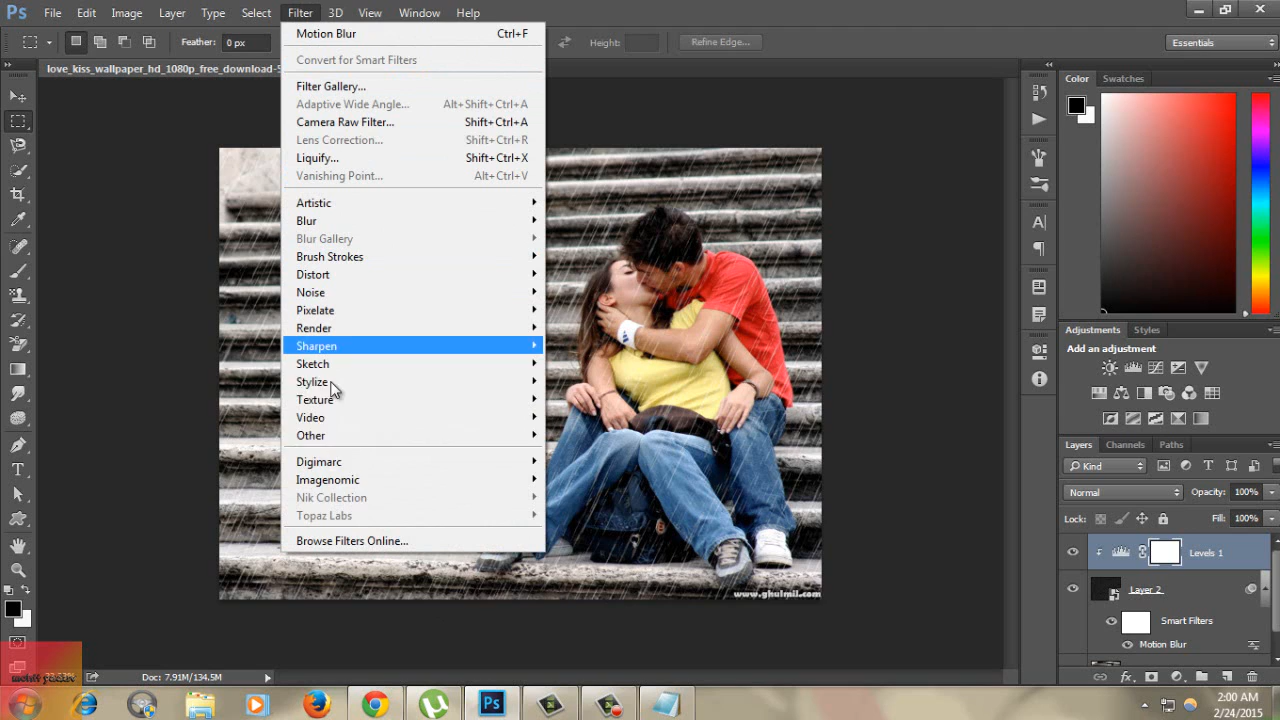 Ps File Edit Image Layer Type Select Filter 3D View Window Help
Feather: 0 px Height: Refine Edge... Essentials
love_kiss_wallpaper_hd_1080p_free_download-5
Motion Blur Ctrl+F
Convert for Smart Filters
Filter Gallery...
Adaptive Wide Angle... Alt+Shift+Ctrl+A
Camera Raw Filter... Shift+Ctrl+A
Lens Correction... Shift+Ctrl+R
Liquify... Shift+Ctrl+X
Vanishing Point... Alt+Ctrl+V
Artistic
Blur
Blur Gallery
Brush Strokes
Distort
Noise
Pixelate
Render
Sharpen
Sketch
Stylize
Texture
Video
Other
Digimarc
Imagenomic
Nik Collection
Topaz Labs
Browse Filters Online...
www.ghulmil.com
Color Swatches
Adjustments Styles
Add an adjustment
Layers Channels Paths
Kind
Normal Opacity: 100%
Lock: Fill: 100%
Levels 1
Layer 2
Smart Filters
Motion Blur
Doc: 7.91M/134.5M
Ps
2:00 AM
2/24/2015